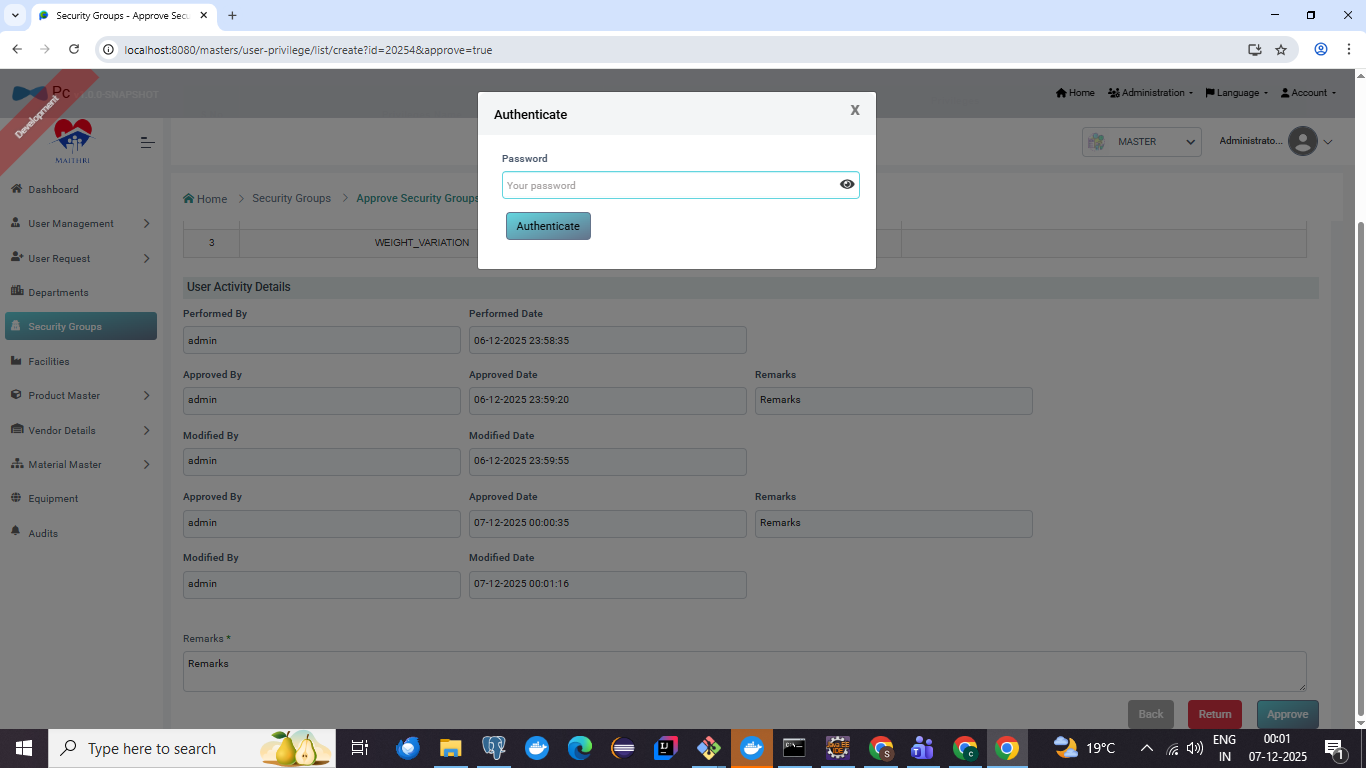 Security Groups - Approve Secu
localhost:8080/masters/user-privilege/list/create?id=20254&approve=true
Development
Pc
.0.0-SNAPSHOT
Home
Administration
Language
Account
MAITHRI
MASTER
Administrato...
Dashboard
User Management
User Request
Departments
Security Groups
Facilities
Product Master
Vendor Details
Material Master
Equipment
Audits
Home
Security Groups
Approve Security Groups
Authenticate
X
Password
Your password
Authenticate
3 WEIGHT_VARIATION
User Activity Details
Performed By Performed Date
admin 06-12-2025 23:58:35
Approved By Approved Date Remarks
admin 06-12-2025 23:59:20 Remarks
Modified By Modified Date
admin 06-12-2025 23:59:55
Approved By Approved Date Remarks
admin 07-12-2025 00:00:35 Remarks
Modified By Modified Date
admin 07-12-2025 00:01:16
Remarks *
Remarks
Back Return Approve
Type here to search
19°C
ENG
IN
00:01
07-12-2025
1